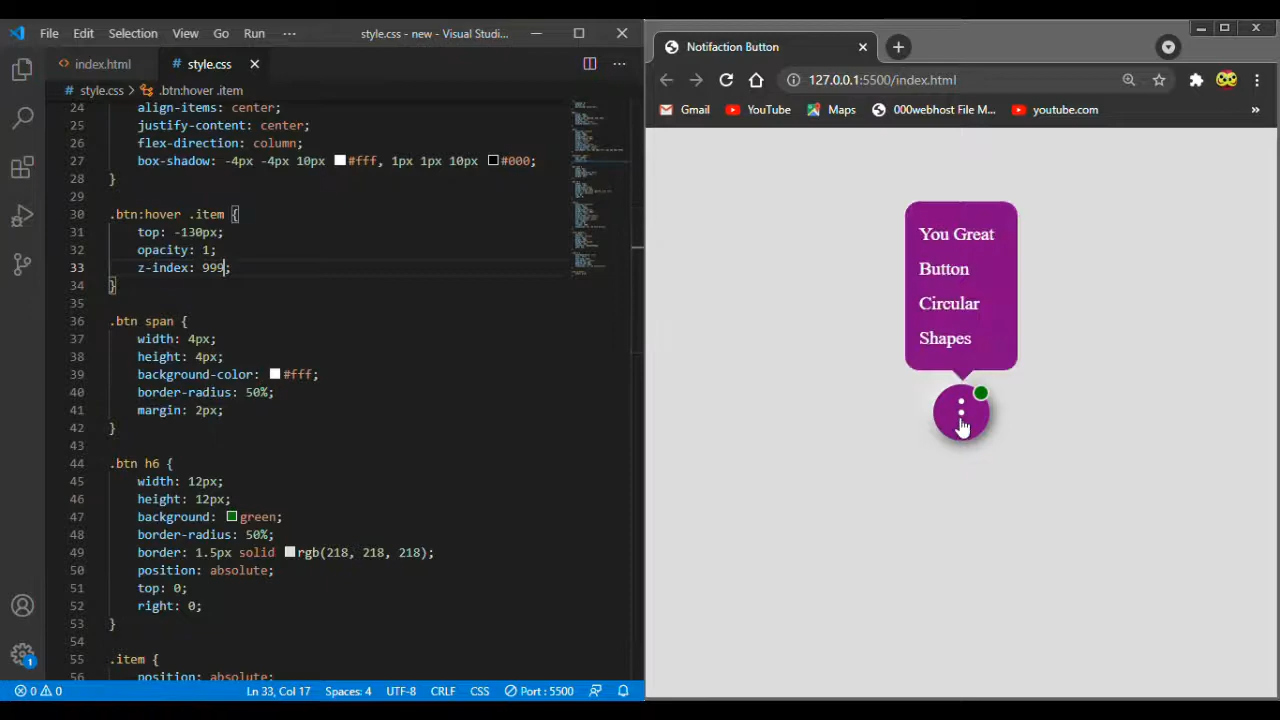 File Edit Selection View Go Run ··· style.css - new - Visual Studi...
index.html style.css
# style.css > .btn:hover .item
24 align-items: center;
25 justify-content: center;
26 flex-direction: column;
27 box-shadow: -4px -4px 10px #fff, 1px 1px 10px #000;
28 }
29
30 .btn:hover .item {
31 top: -130px;
32 opacity: 1;
33 z-index: 999;
34 }
35
36 .btn span {
37 width: 4px;
38 height: 4px;
39 background-color: #fff;
40 border-radius: 50%;
41 margin: 2px;
42 }
43
44 .btn h6 {
45 width: 12px;
46 height: 12px;
47 background: green;
48 border-radius: 50%;
49 border: 1.5px solid rgb(218, 218, 218);
50 position: absolute;
51 top: 0;
52 right: 0;
53 }
54
55 .item {
56 position: absolute;
1
0 0 Ln 33, Col 17 Spaces: 4 UTF-8 CRLF CSS Port : 5500
Notifaction Button
127.0.0.1:5500/index.html
Gmail YouTube Maps 000webhost File M... youtube.com »
You Great
Button
Circular
Shapes